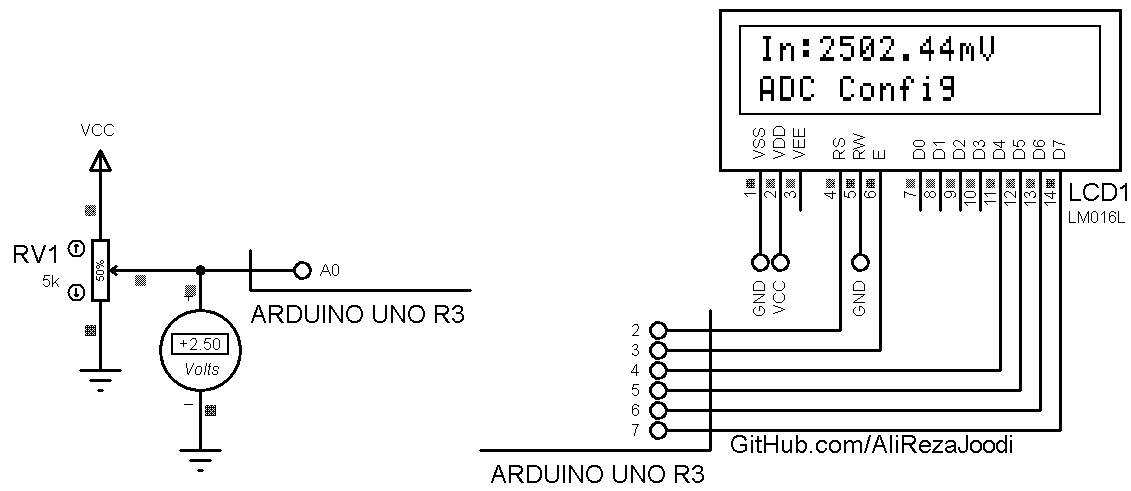 In:2502.44mV
ADC Config
VSS
VDD
VEE
RS
RW
E
D0
D1
D2
D3
D4
D5
D6
D7
1
2
3
4
5
6
7
8
9
10
11
12
13
14
LCD1
LM016L
GND
VCC
GND
VCC
RV1
5k
50%
A0
ARDUINO UNO R3
+
+2.50
Volts
−
2
3
4
5
6
7
GitHub.com/AliRezaJoodi
ARDUINO UNO R3